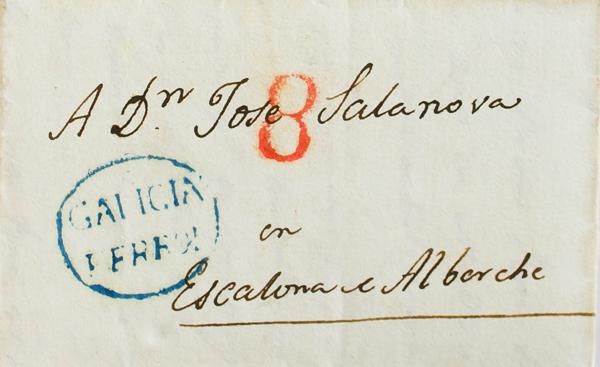 A Dn. Jose Salanova
8
GALICIA
FERROL
en
Escalona e Alberche